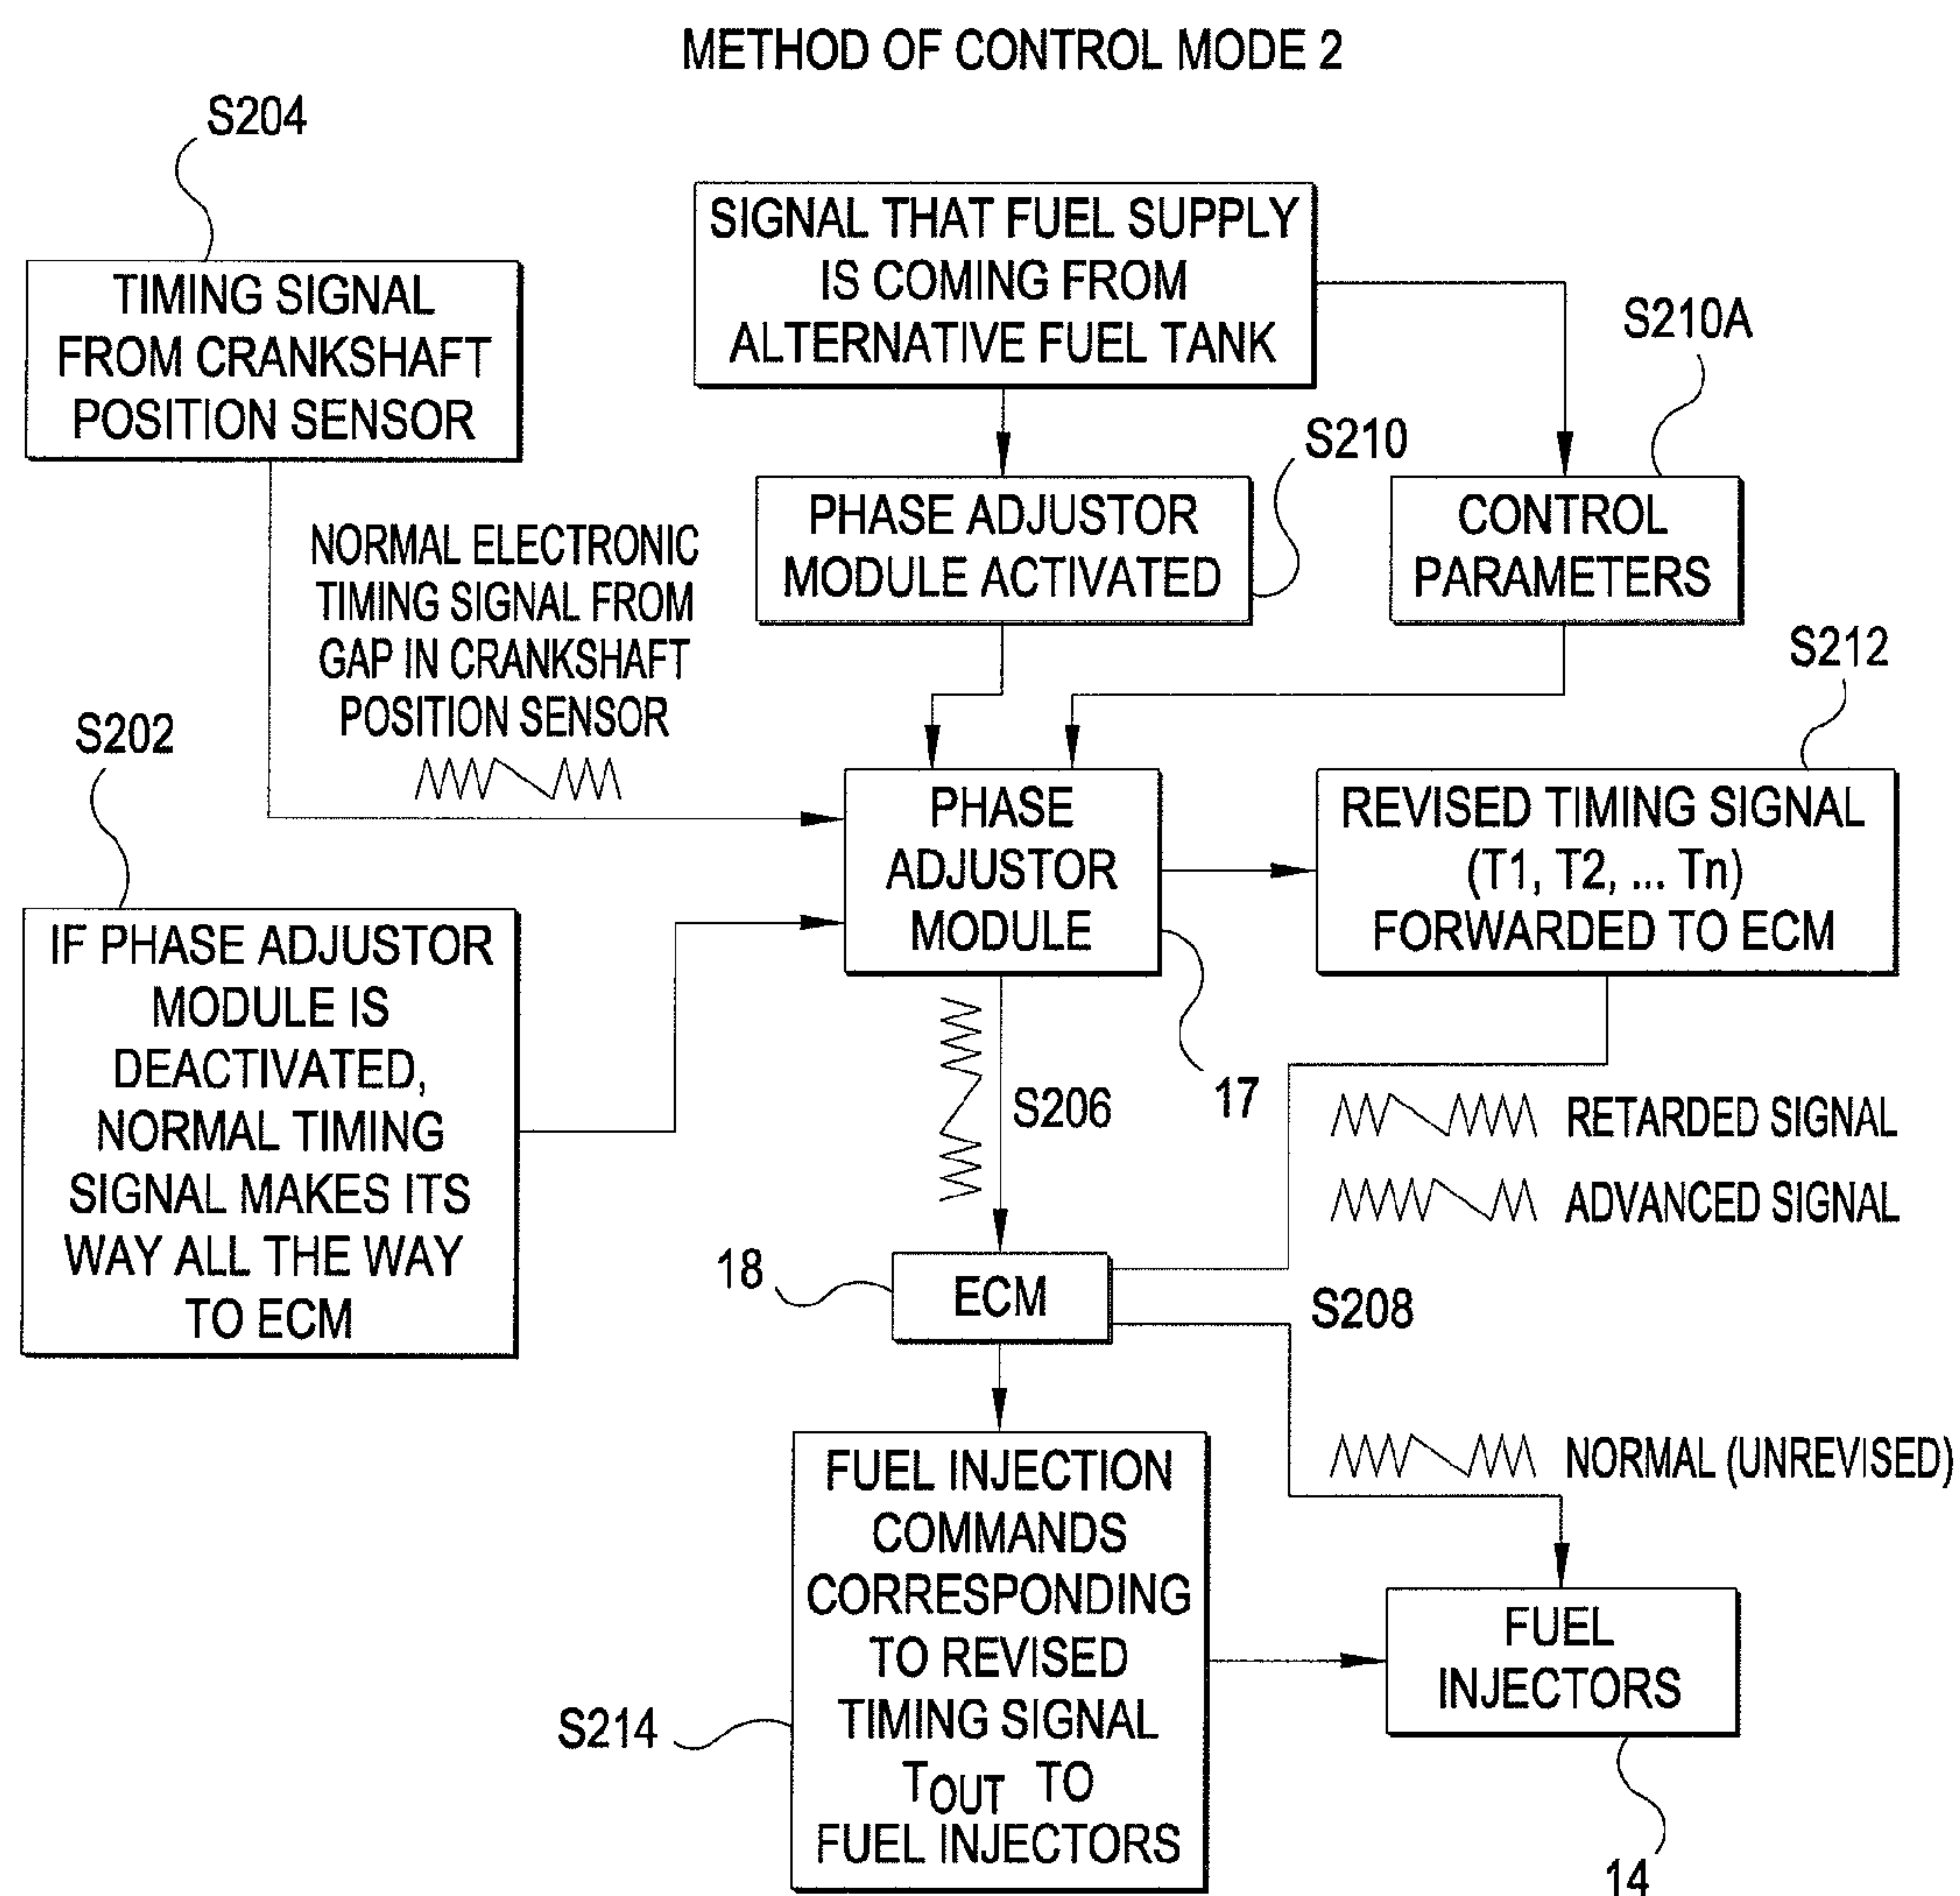 METHOD OF CONTROL MODE 2
S204
TIMING SIGNAL
FROM CRANKSHAFT
POSITION SENSOR
SIGNAL THAT FUEL SUPPLY
IS COMING FROM
ALTERNATIVE FUEL TANK
S210A
S210
PHASE ADJUSTOR
MODULE ACTIVATED
CONTROL
PARAMETERS
NORMAL ELECTRONIC
TIMING SIGNAL FROM
GAP IN CRANKSHAFT
POSITION SENSOR
S212
S202
PHASE
ADJUSTOR
MODULE
REVISED TIMING SIGNAL
(T1, T2, ... Tn)
FORWARDED TO ECM
IF PHASE ADJUSTOR
MODULE IS
DEACTIVATED,
NORMAL TIMING
SIGNAL MAKES ITS
WAY ALL THE WAY
TO ECM
S206
17
RETARDED SIGNAL
ADVANCED SIGNAL
18
ECM
S208
NORMAL (UNREVISED)
FUEL INJECTION
COMMANDS
CORRESPONDING
TO REVISED
TIMING SIGNAL
TOUT TO
FUEL INJECTORS
S214
FUEL
INJECTORS
14